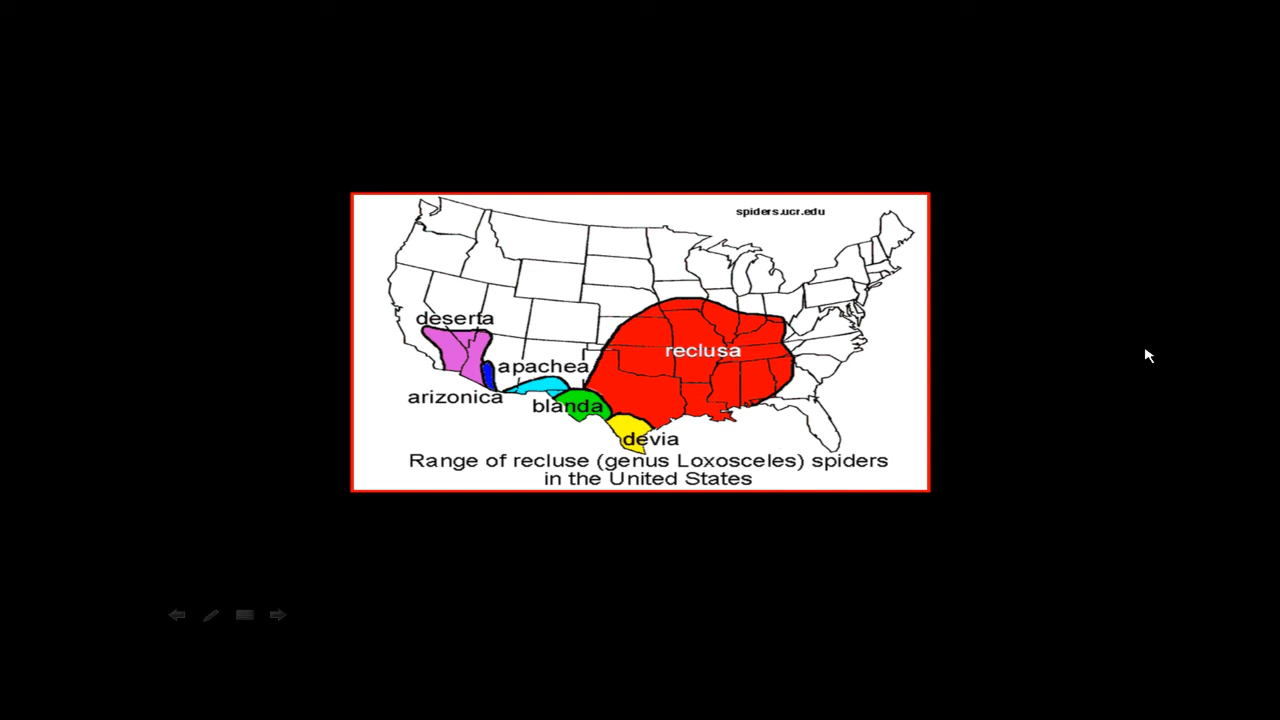 spiders.ucr.edu
deserta
reclusa
apachea
arizonica
blanda
devia
Range of recluse (genus Loxosceles) spiders
in the United States